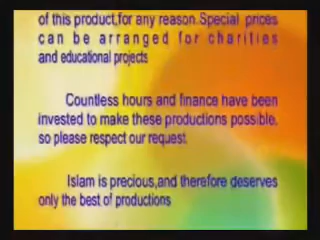 of this product,for any reason.Special prices
can be arranged for charities
and educational projects
Countless hours and finance have been
invested to make these productions possible,
so please respect our request.
Islam is precious,and therefore deserves
only the best of productions